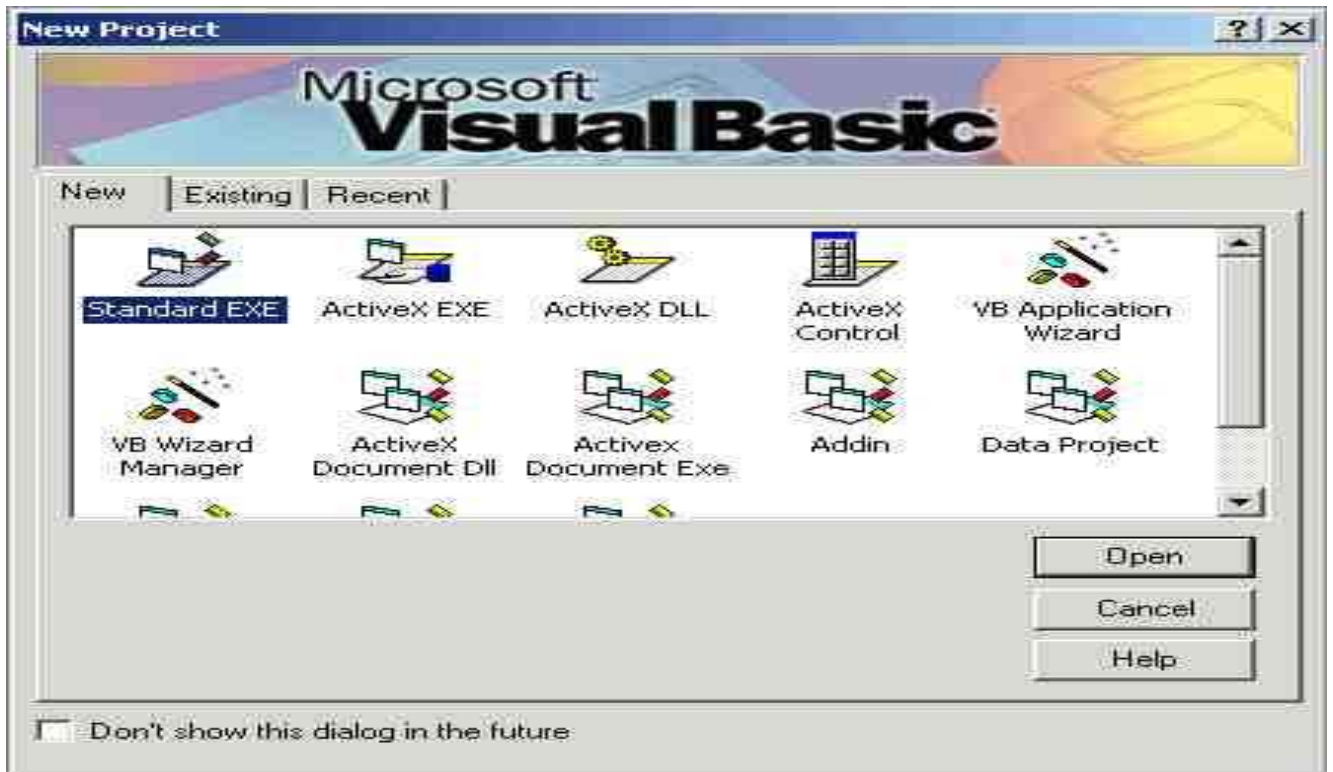 New Project
Microsoft
Visual Basic
New Existing Recent
Standard EXE ActiveX EXE ActiveX DLL ActiveX Control VB Application Wizard
VB Wizard Manager ActiveX Document Dll Activex Document Exe Addin Data Project
Open
Cancel
Help
Don't show this dialog in the future